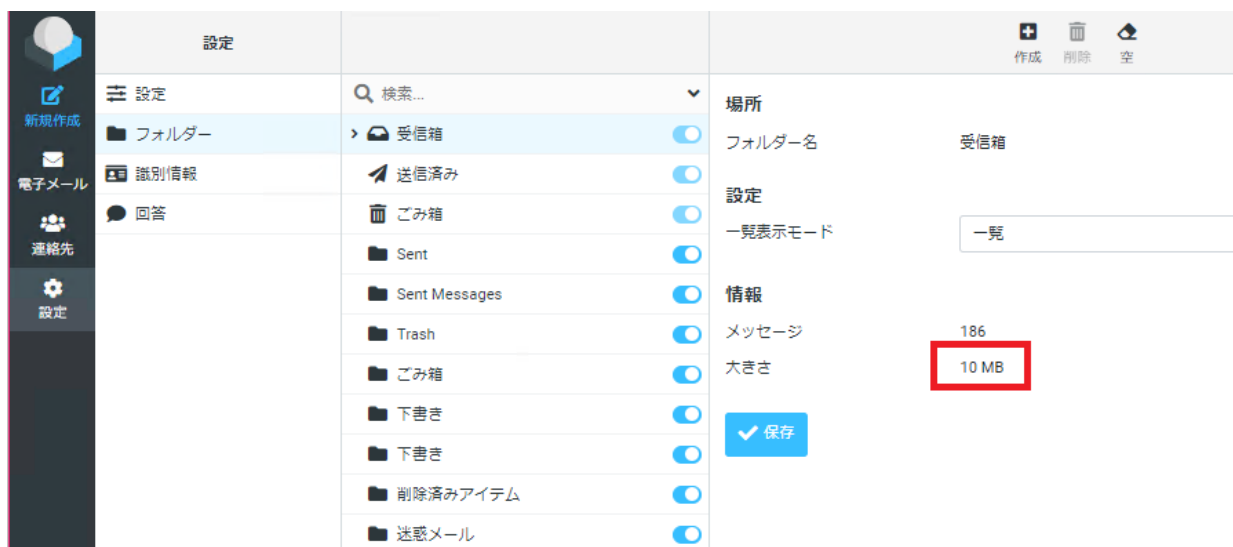 新規作成
電子メール
連絡先
設定
設定
設定
フォルダー
識別情報
回答
検索...
受信箱
送信済み
ごみ箱
Sent
Sent Messages
Trash
ごみ箱
下書き
下書き
削除済みアイテム
迷惑メール
作成 削除 空
場所
フォルダー名 受信箱
設定
一覧表示モード 一覧
情報
メッセージ 186
大きさ 10 MB
保存